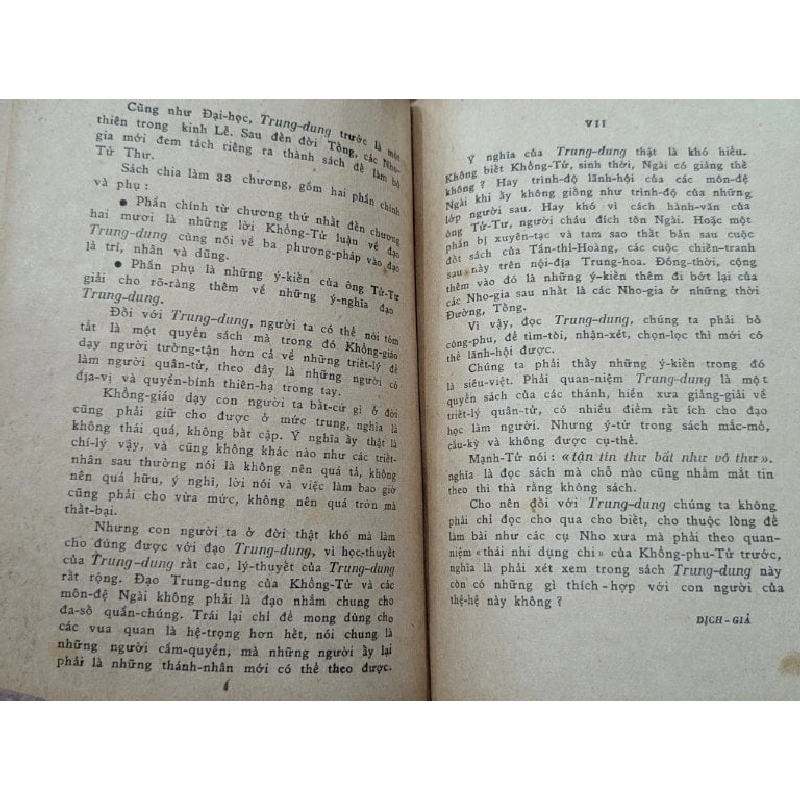 Cũng như Đại-học, Trung-dung trước là một
thiên trong kinh Lễ. Sau đến đời Tống, các Nho-
gia mới đem tách riêng ra thành sách để làm bộ
Tứ Thư.
Sách chia làm 33 chương, gồm hai phần chính
và phụ :
● Phần chính từ chương thứ nhất đến chương
hai mươi là những lời Khổng-Tử luận về đạo
Trung-dung cùng nói về ba phương-pháp vào đạo
là trí, nhân và dũng.
● Phần phụ là những ý-kiến của ông Tử-Tư
giải cho rõ-ràng thêm về những ý-nghĩa đạo
Trung-dung.
Đối với Trung-dung, người ta có thể nói tóm
tắt là một quyển sách mà trong đó Khổng-giáo
dạy người tường-tận hơn cả về những triết-lý để
làm người quân-tử, theo đây là những người có
địa-vị và quyền-bính thiên-hạ trong tay.
Khổng-giáo dạy con người ta bất-cứ gì ở đời
cũng phải giữ cho được ở mức trung, nghĩa là
không thái quá, không bất cập. Ý nghĩa ấy thật là
chí-lý vậy, và cũng không khác nào như các triết-
nhân sau thường nói là không nên quá tả, không
nên quá hữu, ý nghĩ, lời nói và việc làm bao giờ
cũng phải cho vừa mức, không nên quá trớn mà
thất-bại.
Nhưng con người ta ở đời thật khó mà làm
cho đúng được với đạo Trung-dung, vì học-thuyết
của Trung-dung rất cao, lý-thuyết của Trung-dung
rất rộng. Đạo Trung-dung của Khổng-Tử và các
môn-đệ Ngài không phải là đạo nhắm chung cho
đa-số quần-chúng. Trái lại chỉ để mong dùng cho
các vua quan là hệ-trọng hơn hết, nói chung là
những người cầm-quyền, mà những người ấy lại
phải là những thánh-nhân mới có thể theo được.
VII
Ý nghĩa của Trung-dung thật là khó hiểu.
Không biết Khổng-Tử, sinh thời, Ngài có giảng thế
không ? Hay trình-độ lãnh-hội của các môn-đệ
Ngài khi ấy không giống như trình-độ của những
lớp người sau. Hay khó vì cách hành-văn của
ông Tử-Tư, người cháu đích tôn Ngài. Hoặc một
phần bị xuyên-tạc và tam sao thất bản sau cuộc
đốt sách của Tần-thỉ-Hoàng, các cuộc chiến-tranh
sau này trên nội-địa Trung-hoa. Đồng-thời, cộng
thêm vào đó là những ý-kiến thêm đi bớt lại của
các Nho-gia sau nhất là các Nho-gia ở những thời
Đường, Tống.
Vì vậy, đọc Trung-dung, chúng ta phải bỏ
công-phu, để tìm-tòi, nhận-xét, chọn-lọc thì mới có
thể lãnh-hội được.
Chúng ta phải thấy những ý-kiến trong đó
là siêu-việt. Phải quan-niệm Trung-dung là một
quyển sách của các thánh, hiền xưa giảng-giải về
triết-lý quân-tử, có nhiều điểm rất ích cho đạo
học làm người. Nhưng ý-tứ trong sách mắc-mỏ,
câu-kỳ và không được cụ-thể.
Mạnh-Tử nói : «tận tín thư bất như vô thư».
nghĩa là đọc sách mà chỗ nào cũng nhắm mắt tin
theo thì thà rằng không sách.
Cho nên đối với Trung-dung chúng ta không
phải chỉ đọc cho qua cho biết, cho thuộc lòng để
làm bài như các cụ Nho xưa mà phải theo quan-
niệm «thái nhi dụng chi» của Khổng-phu-Tử trước,
nghĩa là phải xét xem trong sách Trung-dung này
còn có những gì thích-hợp với con người của
thế-hệ này không ?
DỊCH-GIẢ